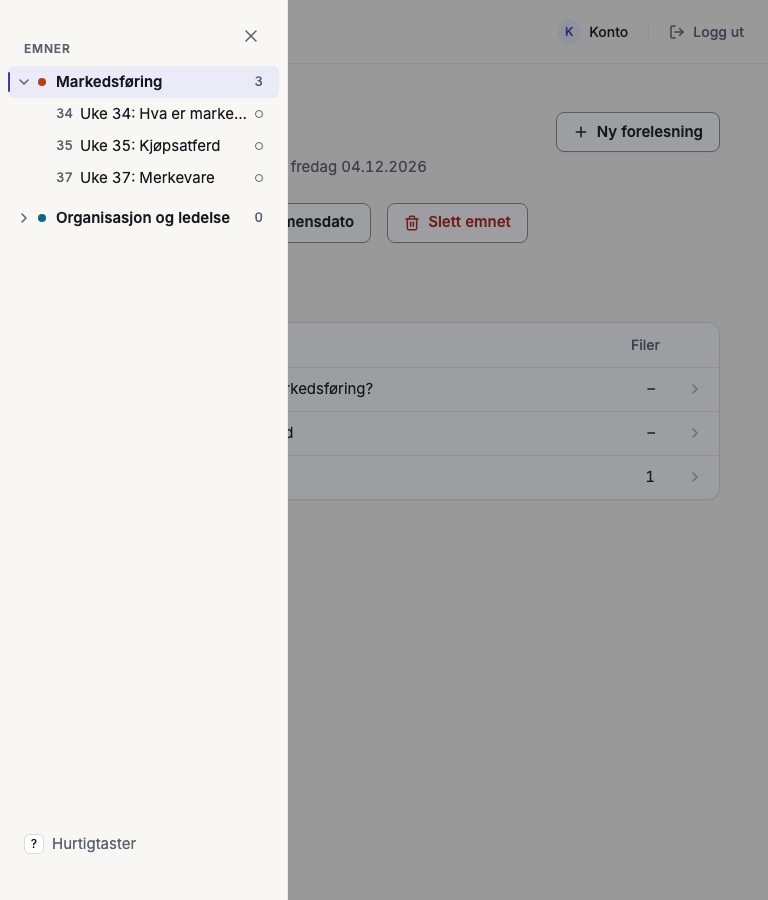 EMNER
Markedsføring 3
34 Uke 34: Hva er marke...
35 Uke 35: Kjøpsatferd
37 Uke 37: Merkevare
Organisasjon og ledelse 0
? Hurtigtaster
K Konto
Logg ut
+ Ny forelesning
fredag 04.12.2026
mensdato
Slett emnet
Filer
rkedsføring? –
d –
1